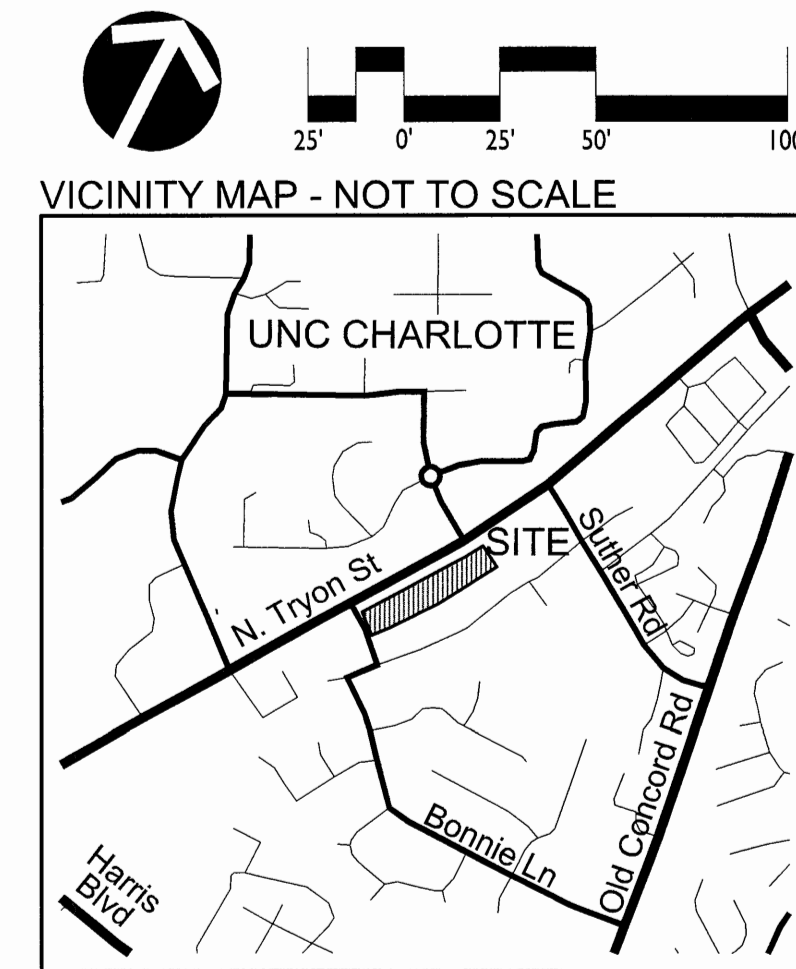 25' 0' 25' 50' 100
VICINITY MAP - NOT TO SCALE
UNC CHARLOTTE
SITE
Suther Rd
N. Tryon St
Old Concord Rd
Bonnie Ln
Harris
Blvd